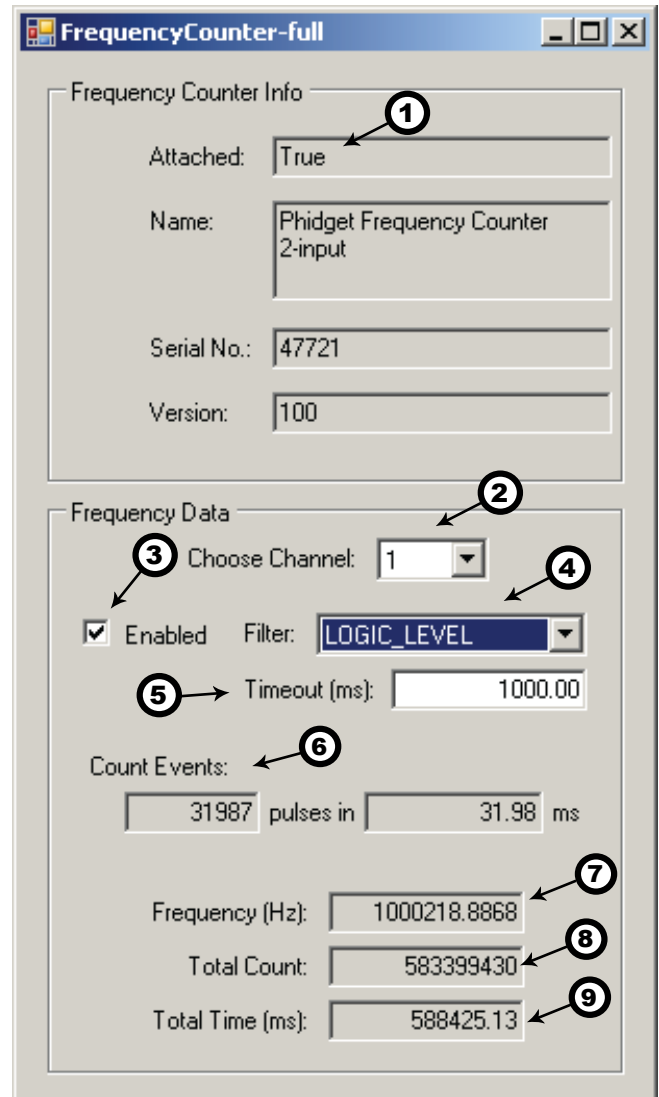 FrequencyCounter-full
Frequency Counter Info
1
Attached: True
Name: Phidget Frequency Counter
2-input
Serial No.: 47721
Version: 100
2
Frequency Data
3
Choose Channel: 1
4
Enabled Filter: LOGIC_LEVEL
5 Timeout (ms): 1000.00
6
Count Events:
31987 pulses in 31.98 ms
7
Frequency (Hz): 1000218.8868
8
Total Count: 583399430
9
Total Time (ms): 588425.13